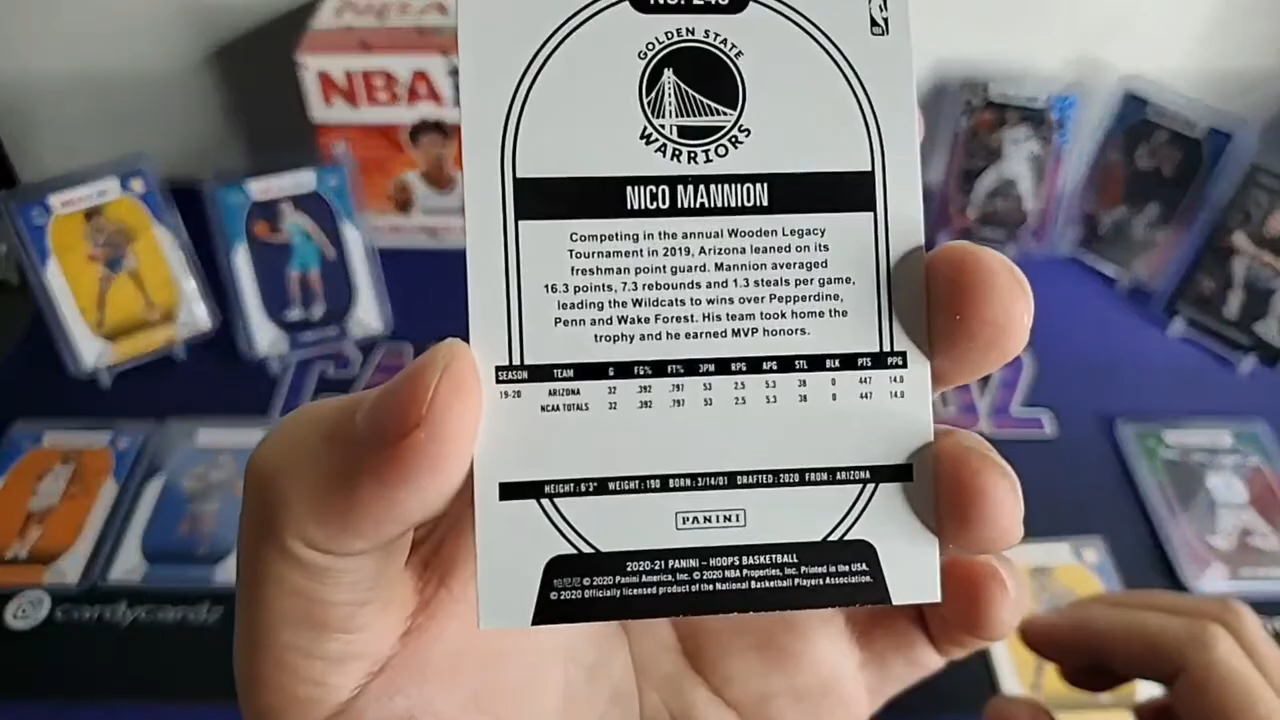 NBA
GOLDEN STATE
WARRIORS
NBA
NICO MANNION
Competing in the annual Wooden Legacy
Tournament in 2019, Arizona leaned on its
freshman point guard. Mannion averaged
16.3 points, 7.3 rebounds and 1.3 steals per game,
leading the Wildcats to wins over Pepperdine,
Penn and Wake Forest. His team took home the
trophy and he earned MVP honors.
SEASON TEAM G FG% FT% 3PM RPG APG STL BLK PTS PPG
19-20 ARIZONA 32 .392 .797 53 2.5 5.3 38 0 447 14.0
NCAA TOTALS 32 .392 .797 53 2.5 5.3 38 0 447 14.0
HEIGHT: 6'3" WEIGHT: 190 BORN: 3/14/01 DRAFTED: 2020 FROM: ARIZONA
PANINI
2020-21 PANINI – HOOPS BASKETBALL
帕尼尼 © 2020 Panini America, Inc. © 2020 NBA Properties, Inc. Printed in the USA.
© 2020 Officially licensed product of the National Basketball Players Association.
cardycardz